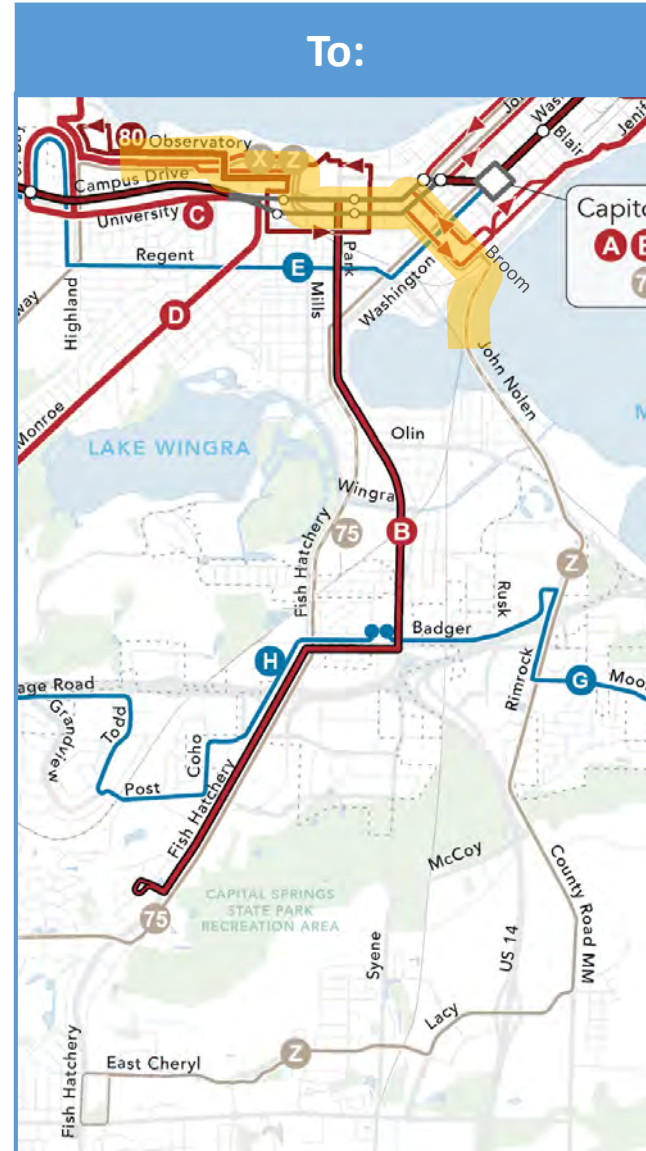 To:
80
Observatory
X
Z
Campus Drive
University
C
Regent
E
Highland
D
Monroe
Mills
Park
Washington
Broom
Blair
Capito
A
John Nolen
LAKE WINGRA
Olin
Wingra
Fish Hatchery
75
B
Z
Rusk
Badger
H
Rimrock
G
Moo
age Road
Grandview
Todd
Coho
Post
Fish Hatchery
McCoy
75
CAPITAL SPRINGS
STATE PARK
RECREATION AREA
County Road MM
US 14
Syene
Lacy
Z
East Cheryl
Fish Hatchery